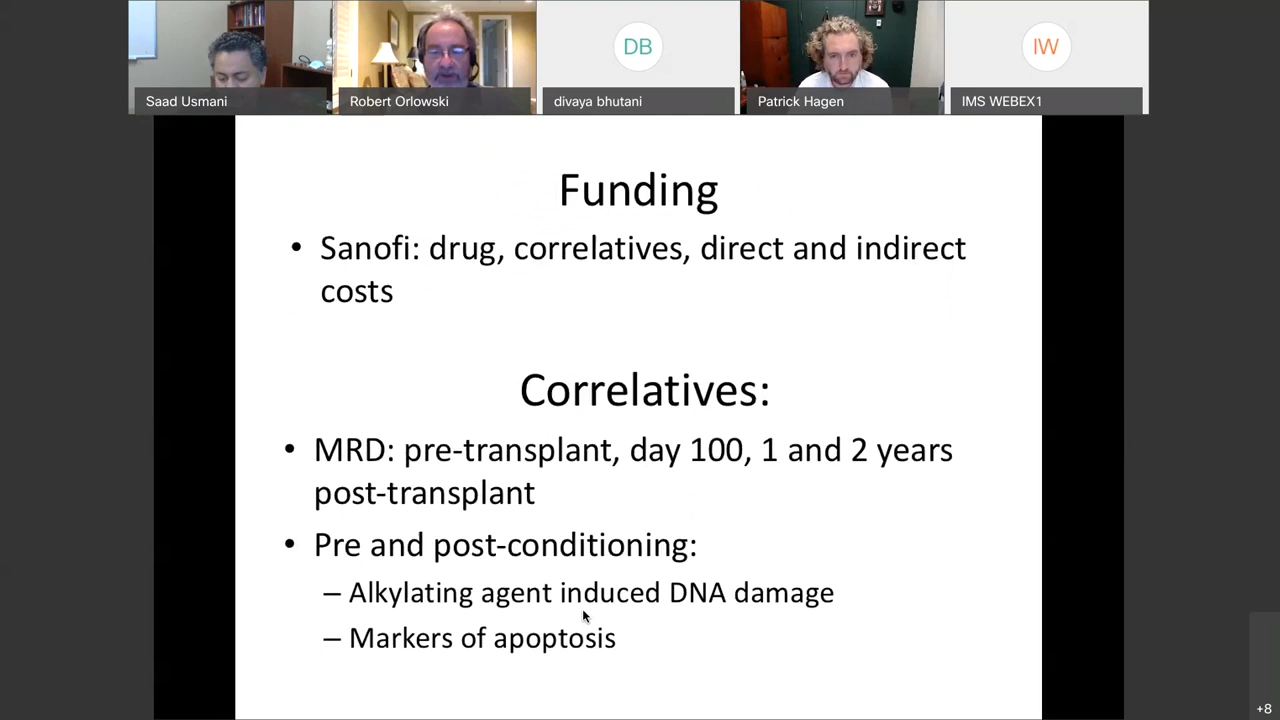 DB
IW
Saad Usmani
Robert Orlowski
divaya bhutani
Patrick Hagen
IMS WEBEX1
Funding
• Sanofi: drug, correlatives, direct and indirect
costs
Correlatives:
• MRD: pre-transplant, day 100, 1 and 2 years
post-transplant
• Pre and post-conditioning:
– Alkylating agent induced DNA damage
– Markers of apoptosis
+8